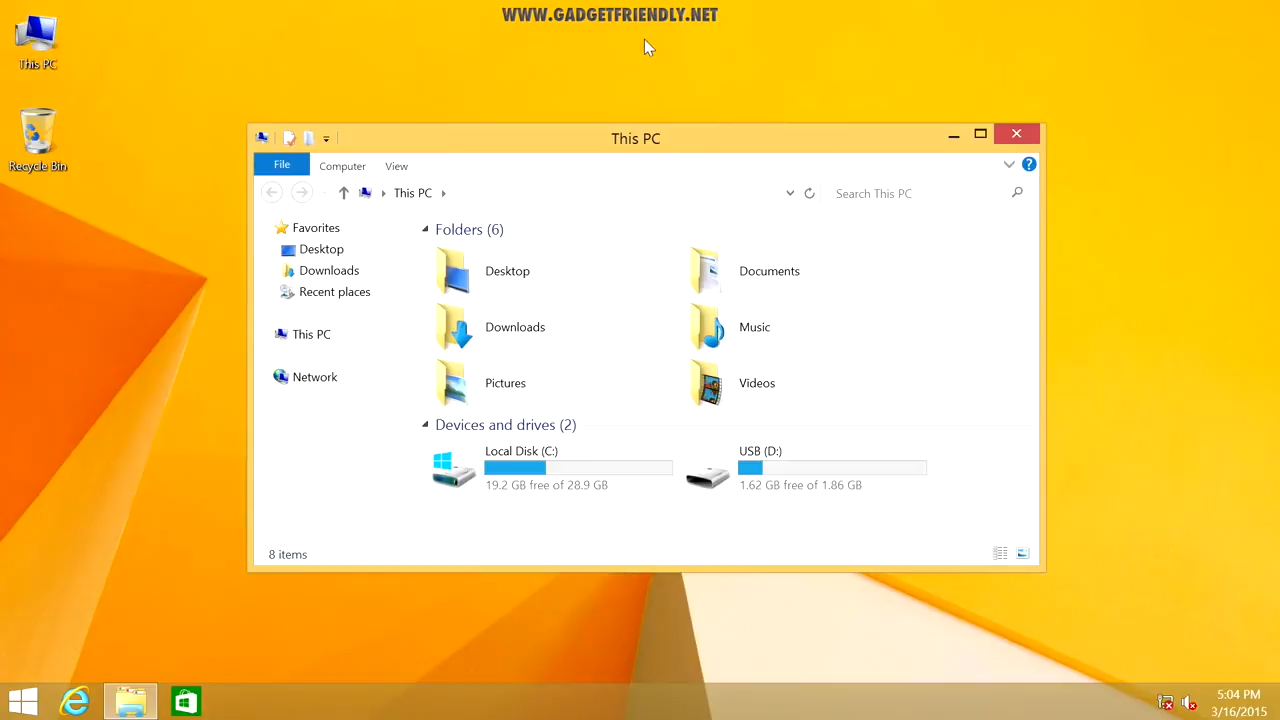 WWW.GADGETFRIENDLY.NET
This PC
Recycle Bin
This PC
File Computer View
This PC
Search This PC
Favorites
Desktop
Downloads
Recent places
This PC
Network
Folders (6)
Desktop
Documents
Downloads
Music
Pictures
Videos
Devices and drives (2)
Local Disk (C:)
19.2 GB free of 28.9 GB
USB (D:)
1.62 GB free of 1.86 GB
8 items
5:04 PM
3/16/2015